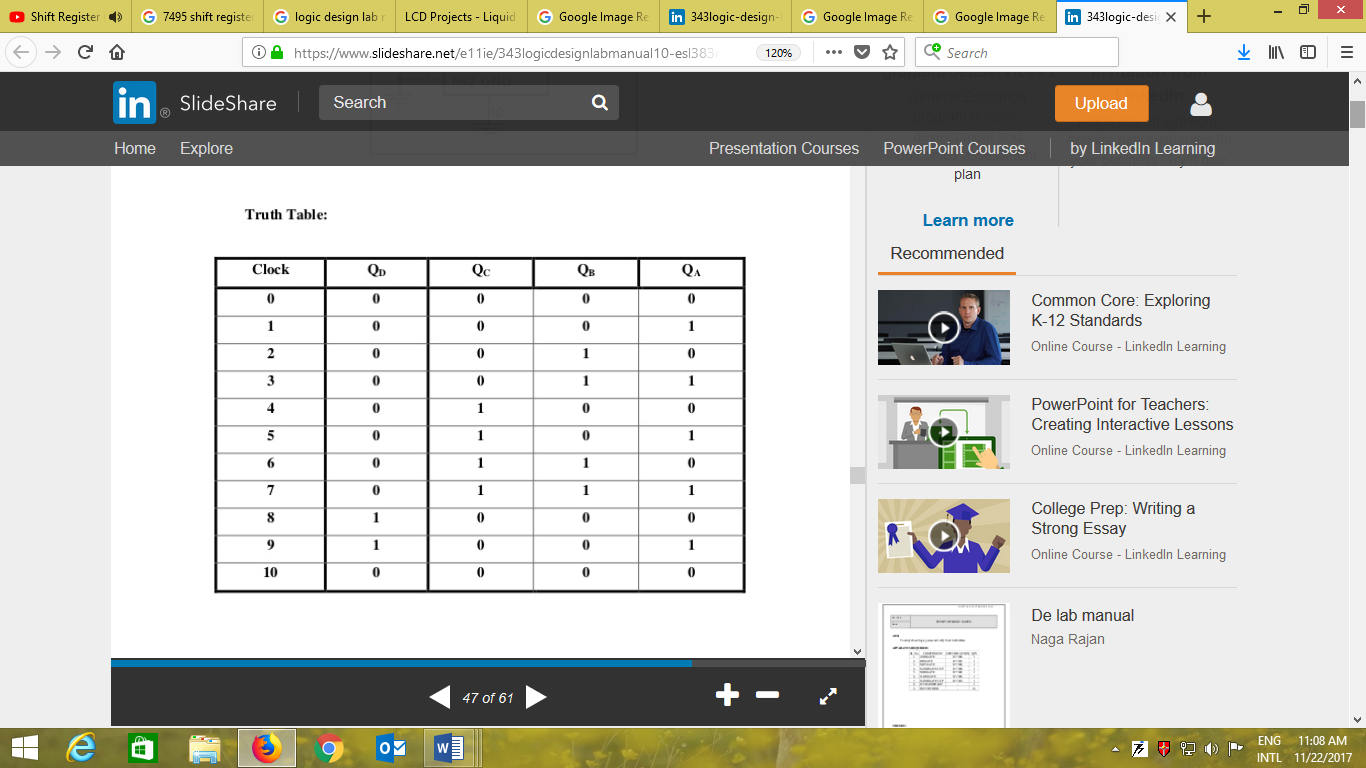 Shift Register
7495 shift register
logic design lab m
LCD Projects - Liquid
Google Image Re
343logic-design-
Google Image Re
Google Image Re
343logic-desi
https://www.slideshare.net/e11ie/343logicdesignlabmanual10-esl383
120%
Search
in® SlideShare
Search
Upload
Home Explore
Presentation Courses PowerPoint Courses by LinkedIn Learning
plan
Learn more
Recommended
Truth Table:
Clock QD QC QB QA
0 0 0 0 0
1 0 0 0 1
2 0 0 1 0
3 0 0 1 1
4 0 1 0 0
5 0 1 0 1
6 0 1 1 0
7 0 1 1 1
8 1 0 0 0
9 1 0 0 1
10 0 0 0 0
Common Core: Exploring
K-12 Standards
Online Course - LinkedIn Learning
PowerPoint for Teachers:
Creating Interactive Lessons
Online Course - LinkedIn Learning
College Prep: Writing a
Strong Essay
Online Course - LinkedIn Learning
De lab manual
Naga Rajan
47 of 61
ENG 11:08 AM
INTL 11/22/2017